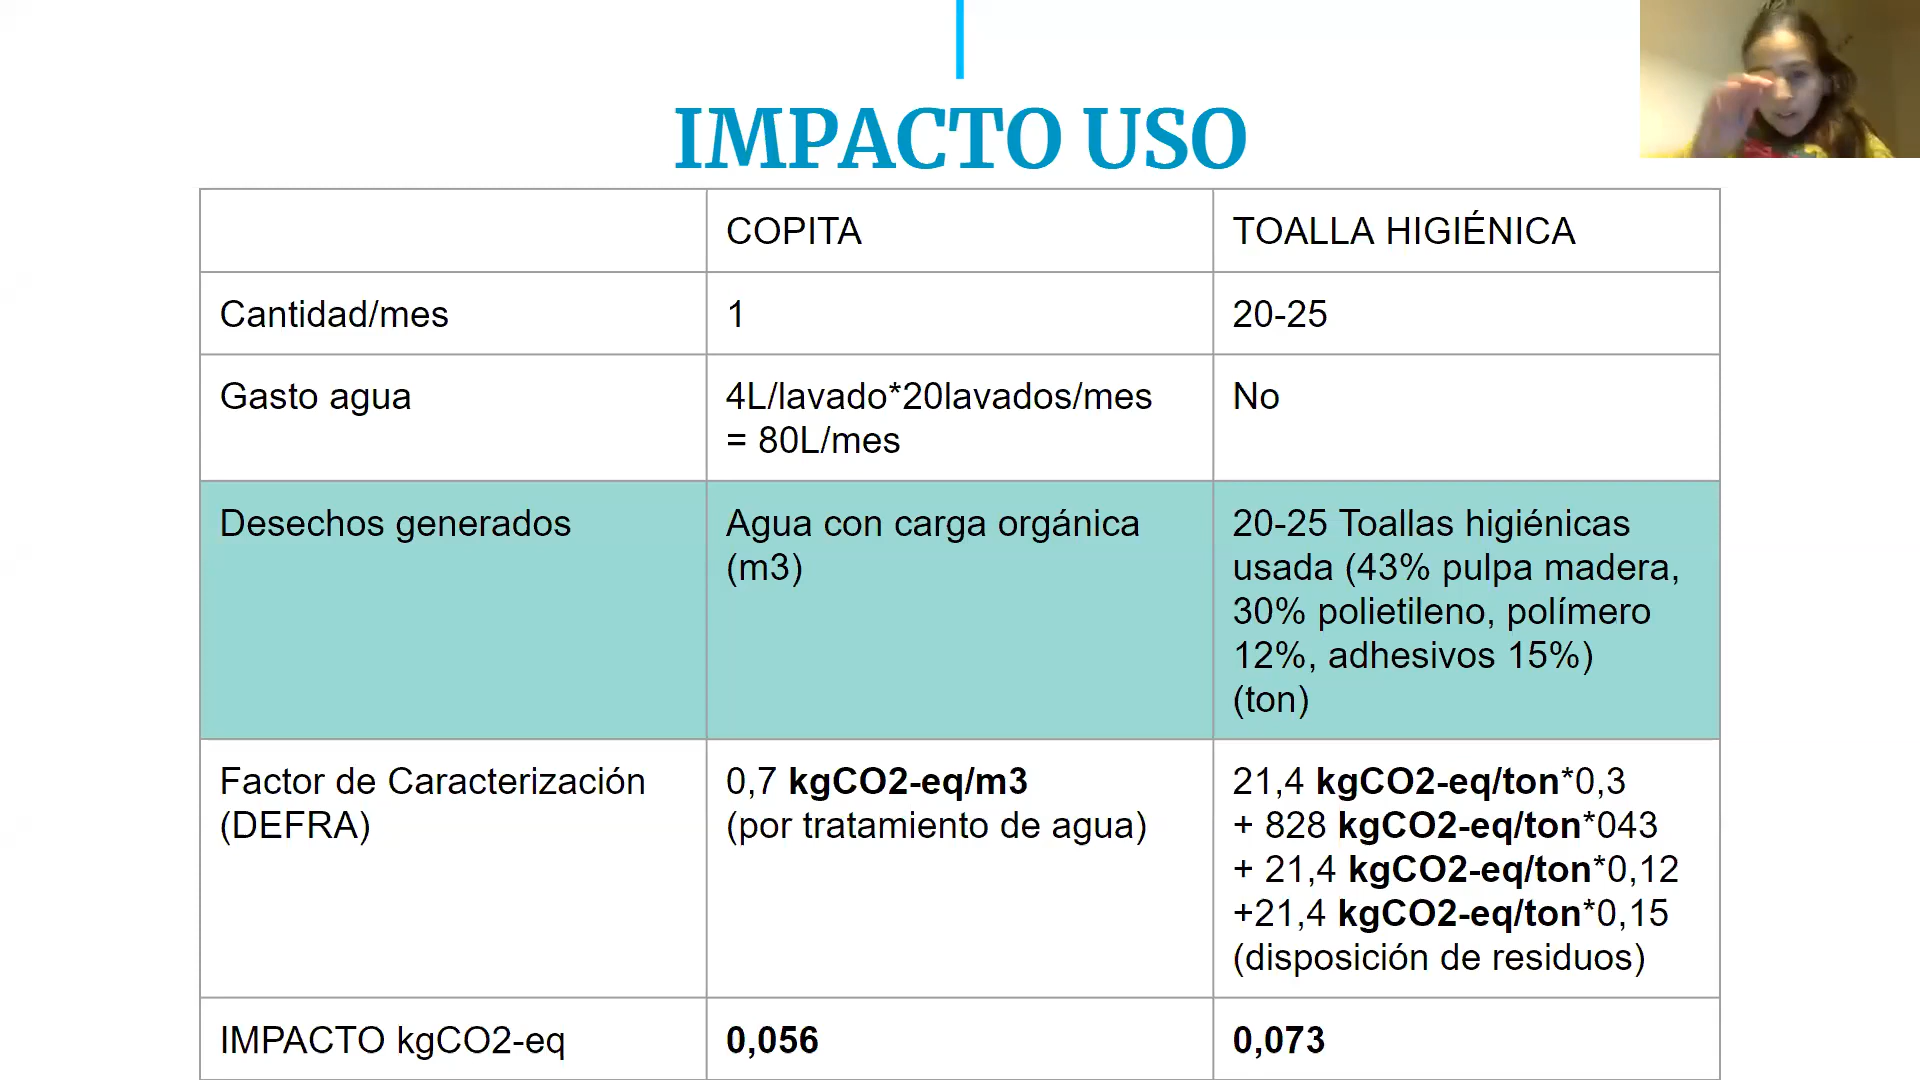 IMPACTO USO
COPITA
TOALLA HIGIÉNICA
Cantidad/mes
1
20-25
Gasto agua
4L/lavado*20lavados/mes
= 80L/mes
No
Desechos generados
Agua con carga orgánica
(m3)
20-25 Toallas higiénicas
usada (43% pulpa madera,
30% polietileno, polímero
12%, adhesivos 15%)
(ton)
Factor de Caracterización
(DEFRA)
0,7 kgCO2-eq/m3
(por tratamiento de agua)
21,4 kgCO2-eq/ton*0,3
+ 828 kgCO2-eq/ton*043
+ 21,4 kgCO2-eq/ton*0,12
+21,4 kgCO2-eq/ton*0,15
(disposición de residuos)
IMPACTO kgCO2-eq
0,056
0,073